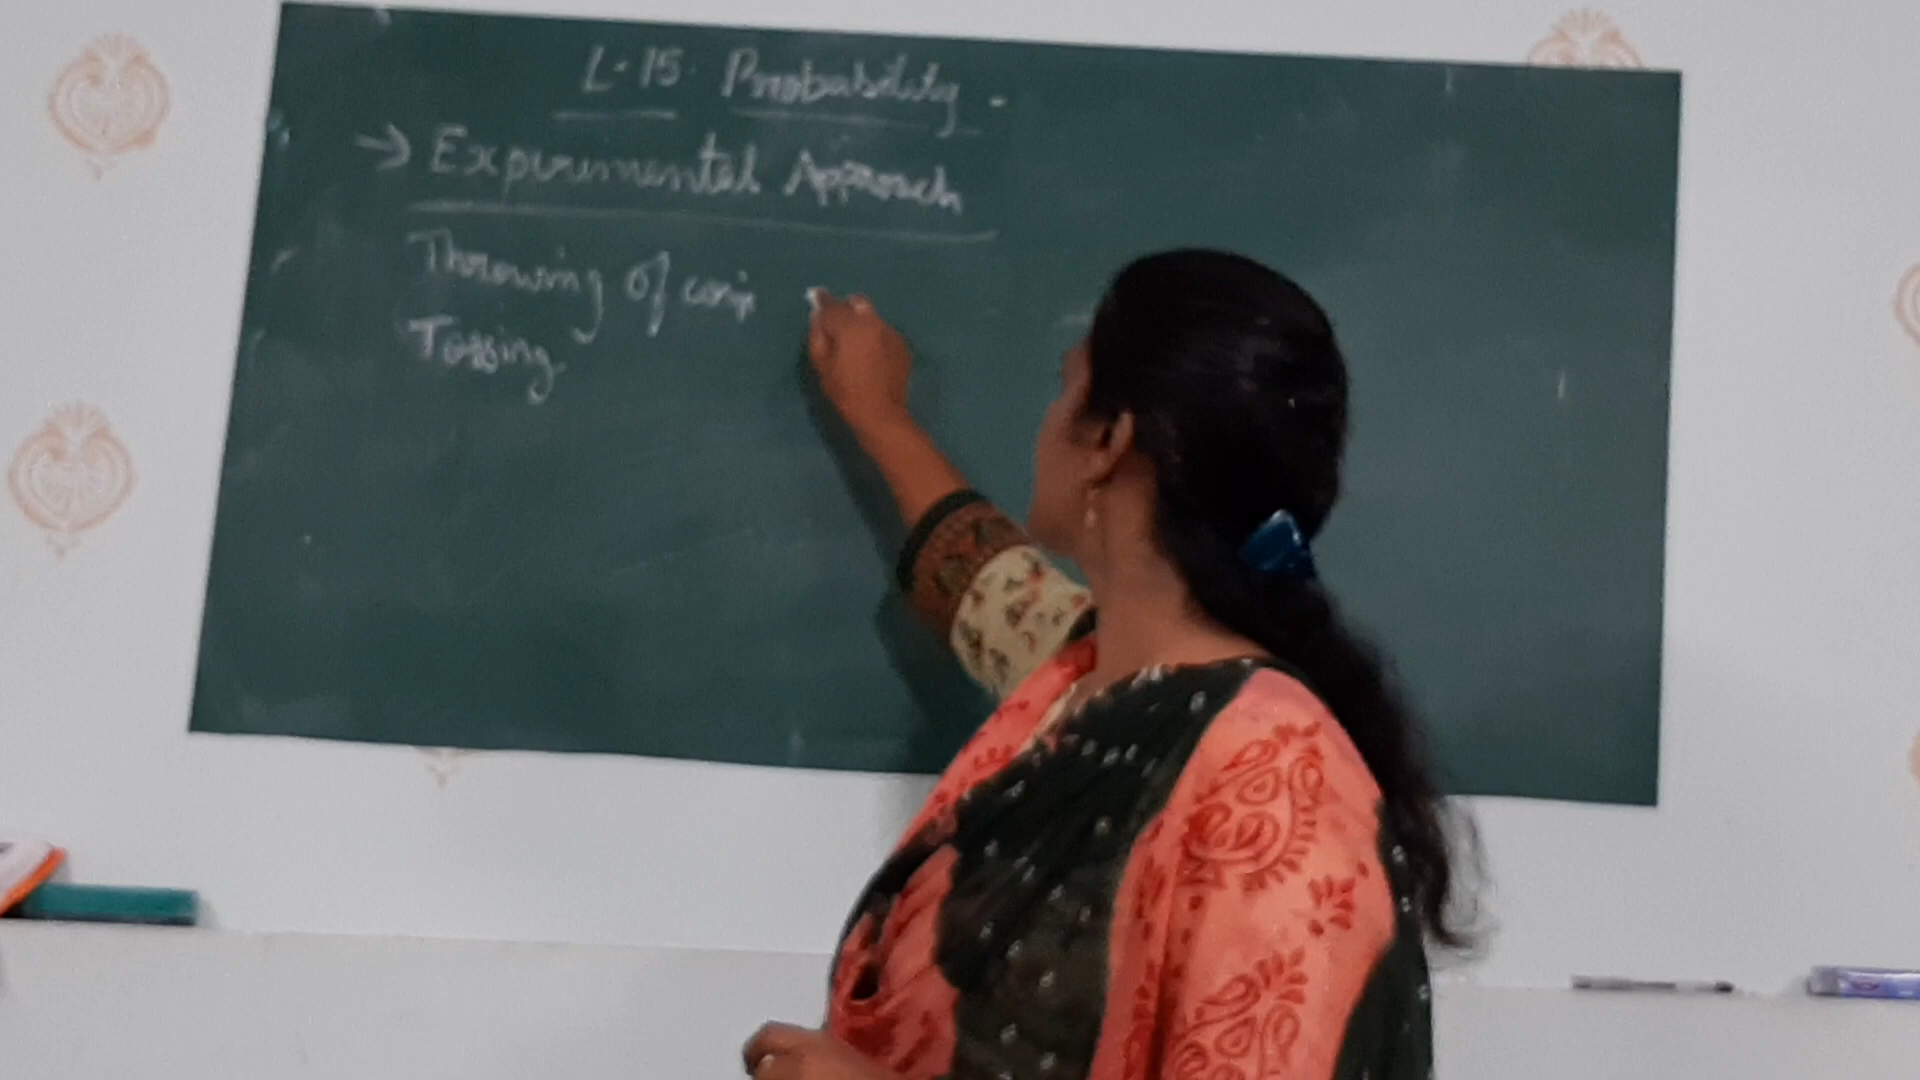 L-15. Probability.
→ Experimental Approach
Throwing of coin
Tossing